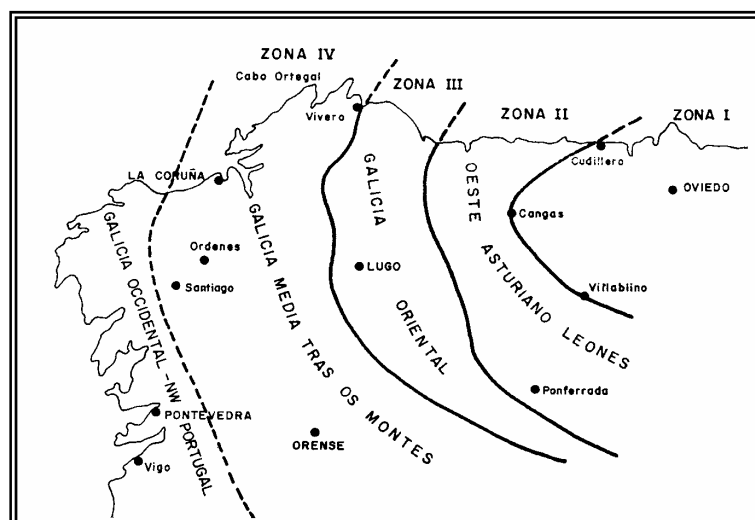 ZONA IV
Cabo Ortegal
ZONA III
ZONA II
ZONA I
Vivero
Cudillero
LA CORUÑA
OVIEDO
Cangas
Ordenes
LUGO
Santiago
Villablino
Ponferrada
PONTEVEDRA
ORENSE
Vigo
GALICIA OCCIDENTAL - NW PORTUGAL
GALICIA MEDIA TRAS OS MONTES
GALICIA ORIENTAL
OESTE ASTURIANO LEONES